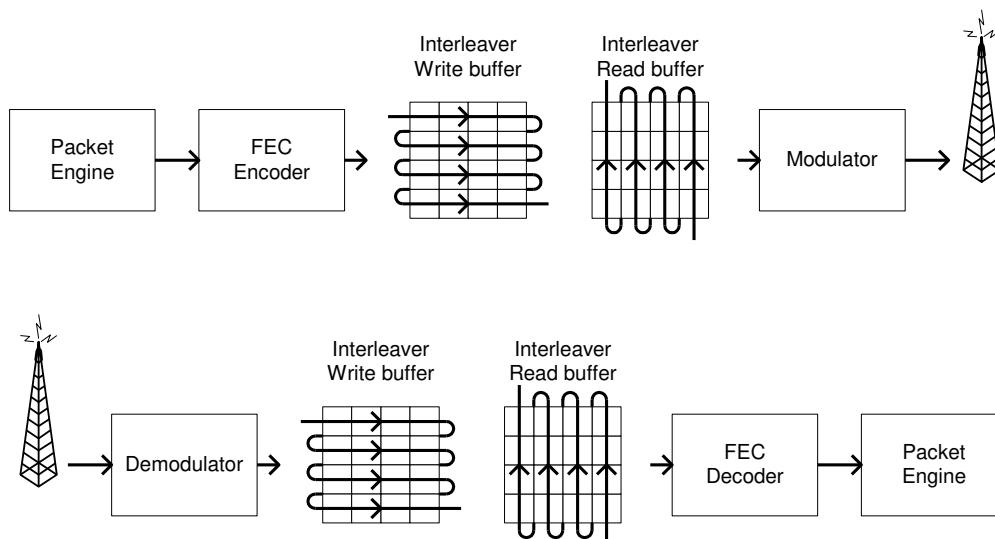 Interleaver
Write buffer
Interleaver
Read buffer
Packet
Engine
FEC
Encoder
Modulator
Interleaver
Write buffer
Interleaver
Read buffer
Demodulator
FEC
Decoder
Packet
Engine